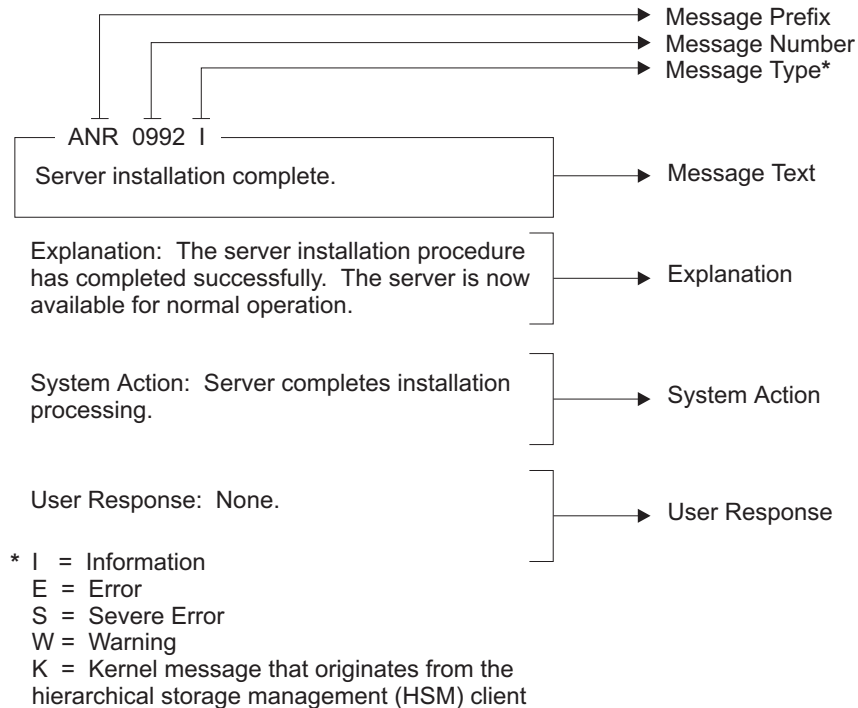 Message Prefix
Message Number
Message Type*
ANR 0992 I
Server installation complete.
Message Text
Explanation: The server installation procedure
has completed successfully. The server is now
available for normal operation.
Explanation
System Action: Server completes installation
processing.
System Action
User Response: None.
User Response
* I = Information
E = Error
S = Severe Error
W = Warning
K = Kernel message that originates from the
hierarchical storage management (HSM) client